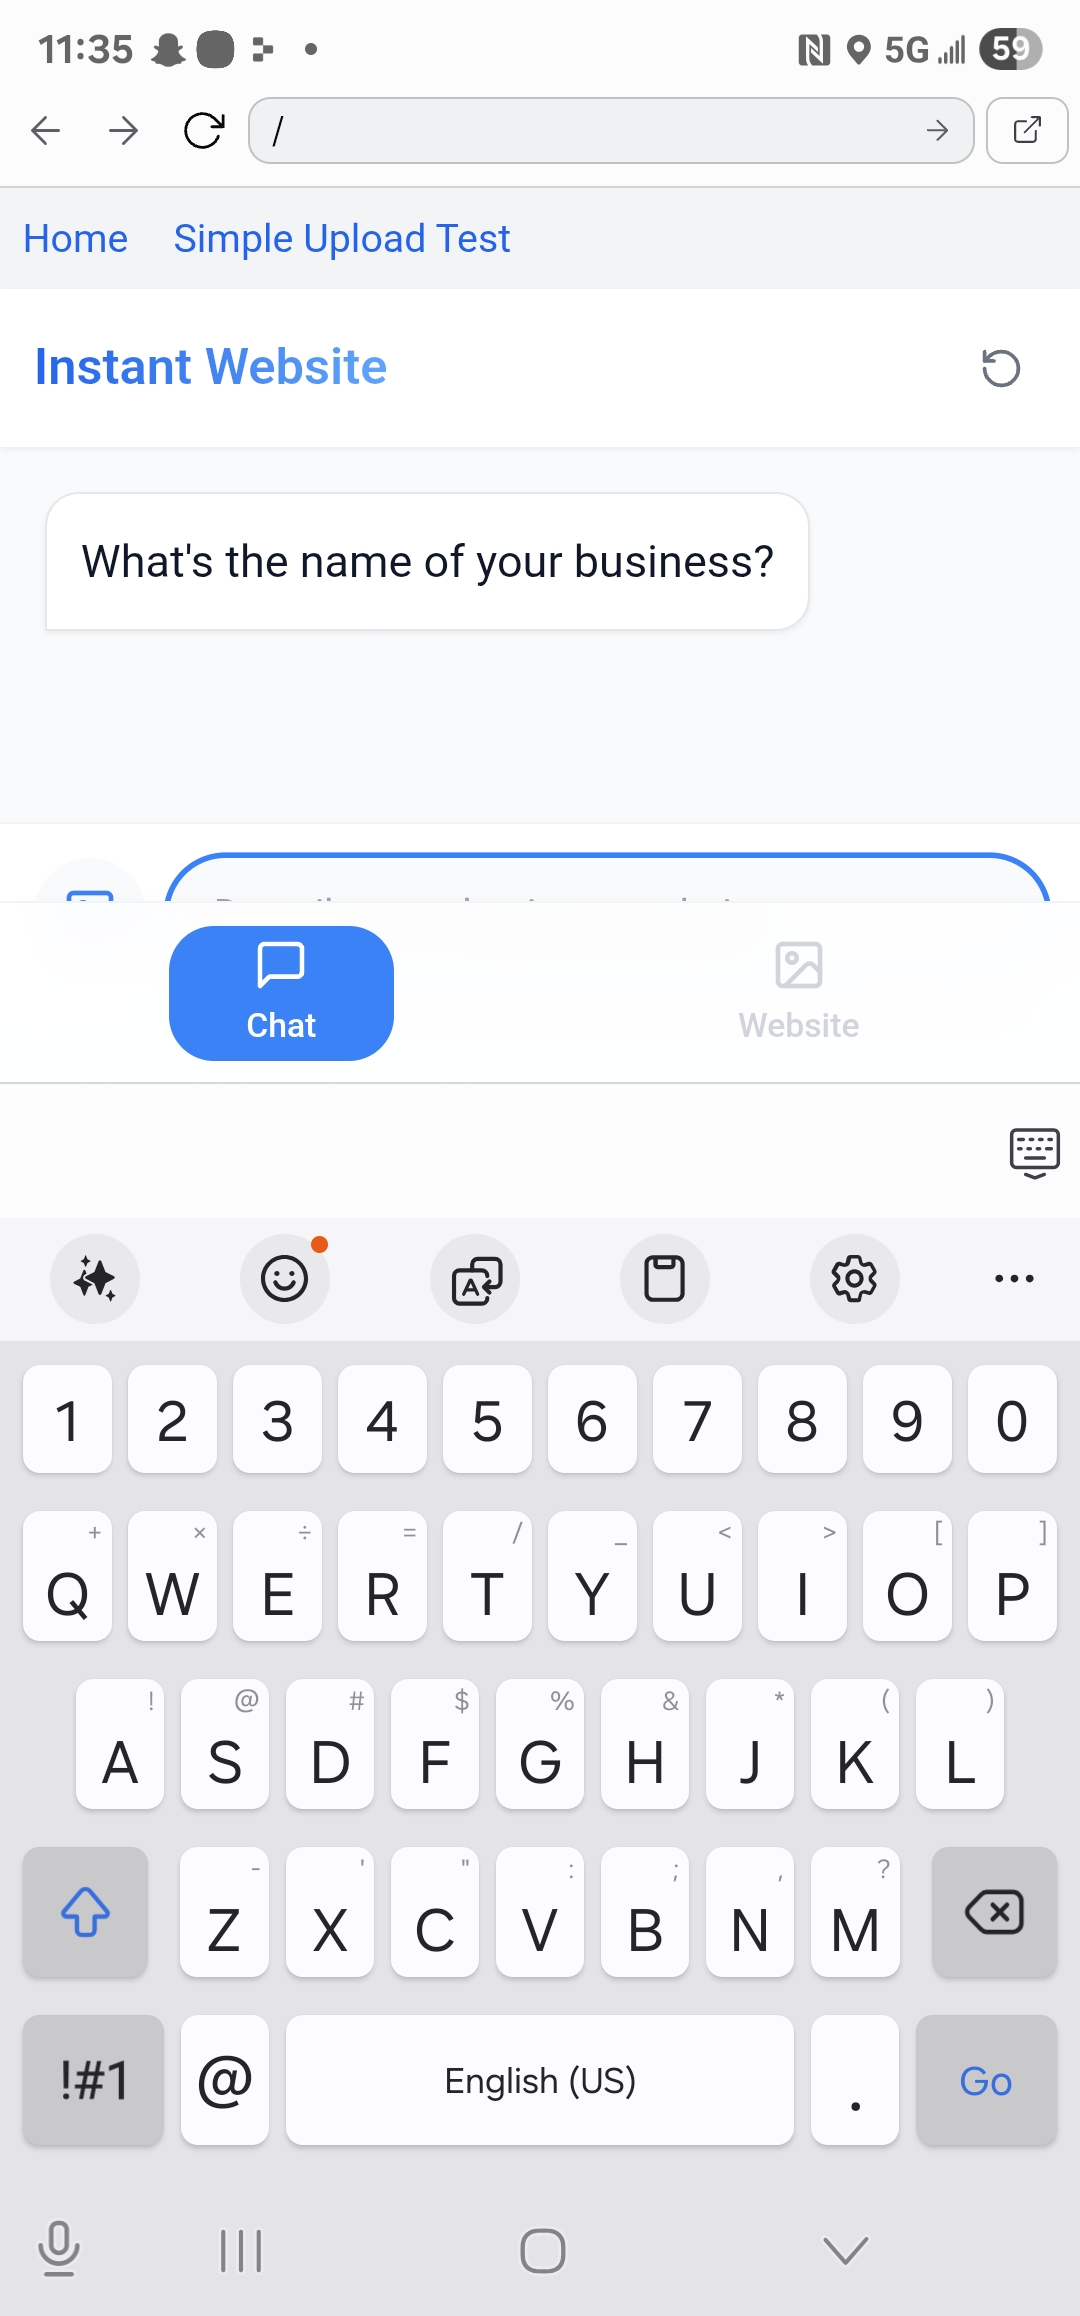 11:35
5G
59
/
Home Simple Upload Test
Instant Website
What's the name of your business?
Chat
Website
1 2 3 4 5 6 7 8 9 0
+ × ÷ = / _ < > [ ]
Q W E R T Y U I O P
! @ # $ % & * ( )
A S D F G H J K L
- ' " : ; , ?
Z X C V B N M
!#1 @ English (US) . Go